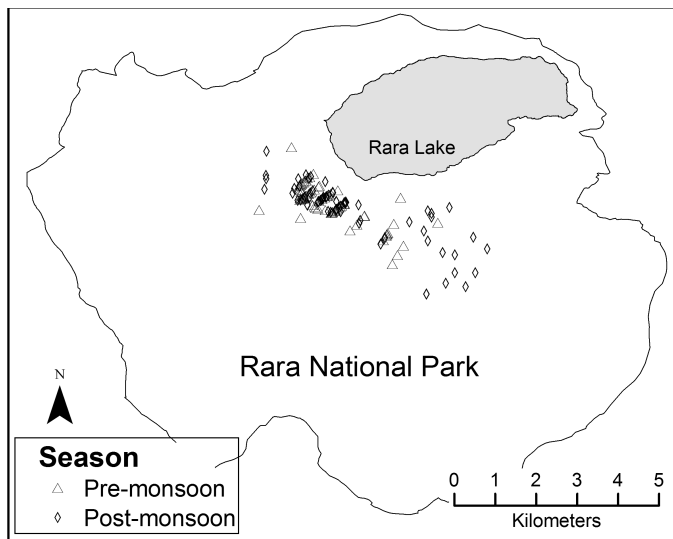 Rara Lake
Rara National Park
N
Season
Pre-monsoon
Post-monsoon
0 1 2 3 4 5
Kilometers